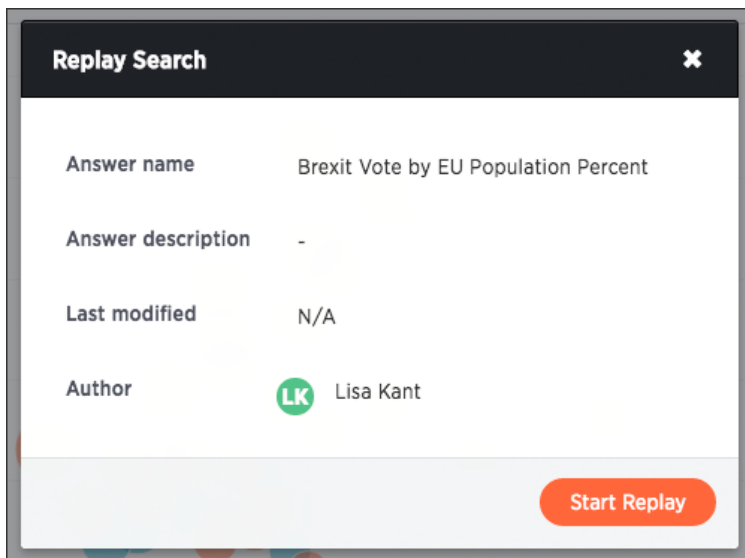 Replay Search
Answer name Brexit Vote by EU Population Percent
Answer description -
Last modified N/A
Author LK Lisa Kant
Start Replay